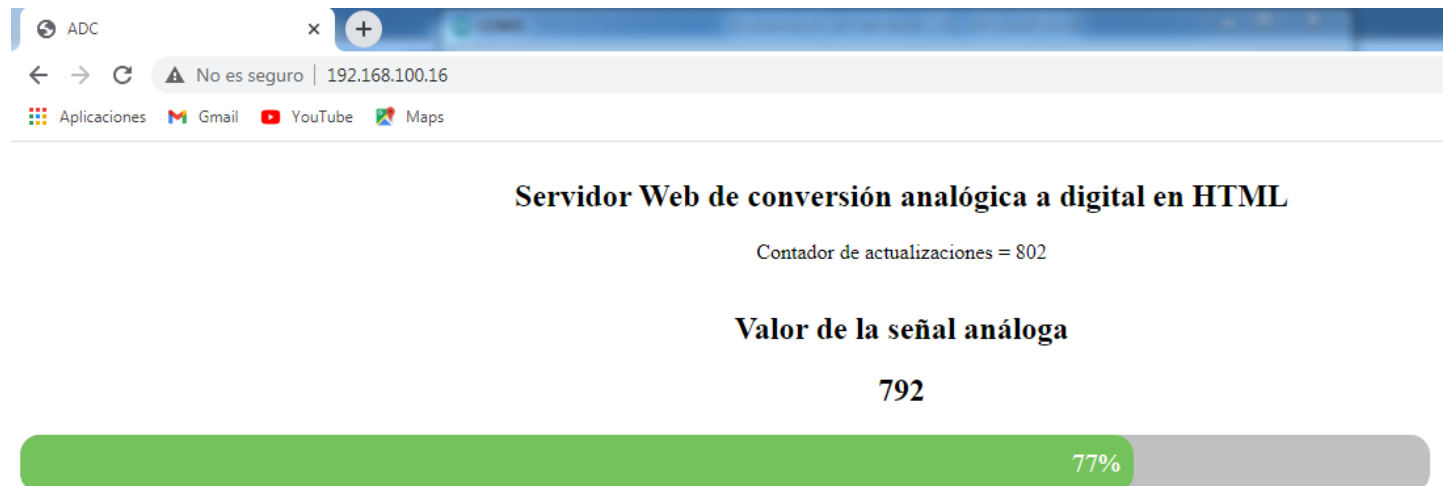 ADC
No es seguro | 192.168.100.16
Aplicaciones Gmail YouTube Maps
Servidor Web de conversión analógica a digital en HTML
Contador de actualizaciones = 802
Valor de la señal análoga
792
77%